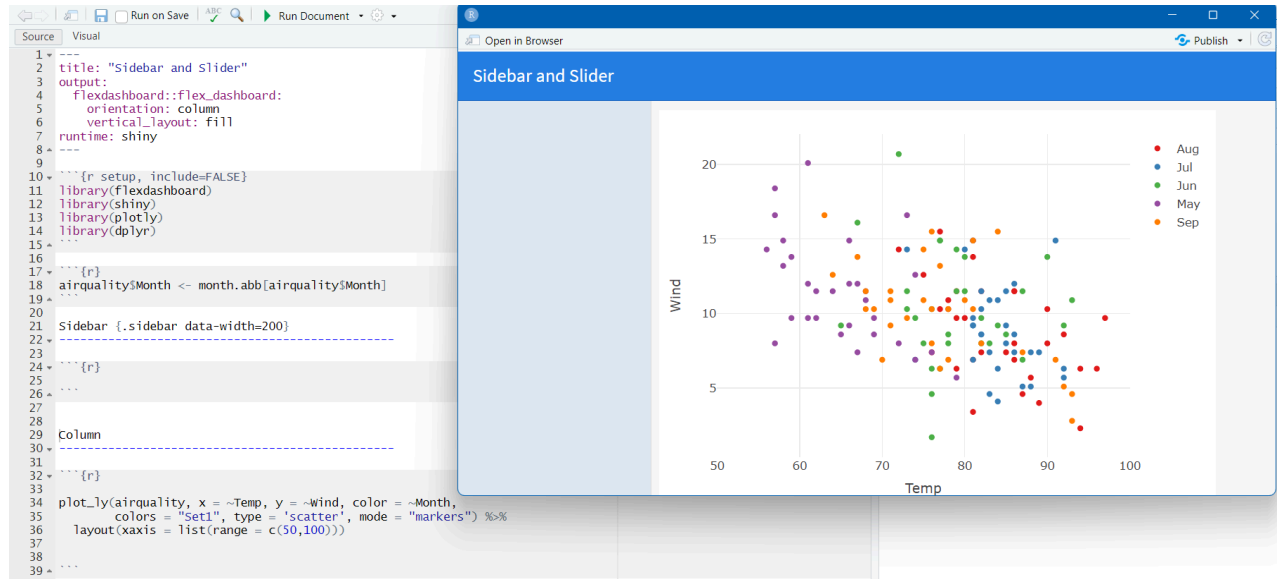 Run on Save
ABC
Run Document
Source Visual
1 ---
2 title: "Sidebar and Slider"
3 output:
4   flexdashboard::flex_dashboard:
5     orientation: column
6     vertical_layout: fill
7 runtime: shiny
8 ---
9
10 ```{r setup, include=FALSE}
11 library(flexdashboard)
12 library(shiny)
13 library(plotly)
14 library(dplyr)
15 ```
16
17 ```{r}
18 airquality$Month <- month.abb[airquality$Month]
19 ```
20
21 Sidebar {.sidebar data-width=200}
22 -----------------------------------------------
23
24 ```{r}
25
26 ```
27
28
29 Column
30 -----------------------------------------------
31
32 ```{r}
33
34 plot_ly(airquality, x = ~Temp, y = ~Wind, color = ~Month,
35         colors = "Set1", type = 'scatter', mode = "markers") %>%
36   layout(xaxis = list(range = c(50,100)))
37
38
39 ```
R
Open in Browser
Publish
Sidebar and Slider
Aug
Jul
Jun
May
Sep
20
15
10
5
Wind
50 60 70 80 90 100
Temp